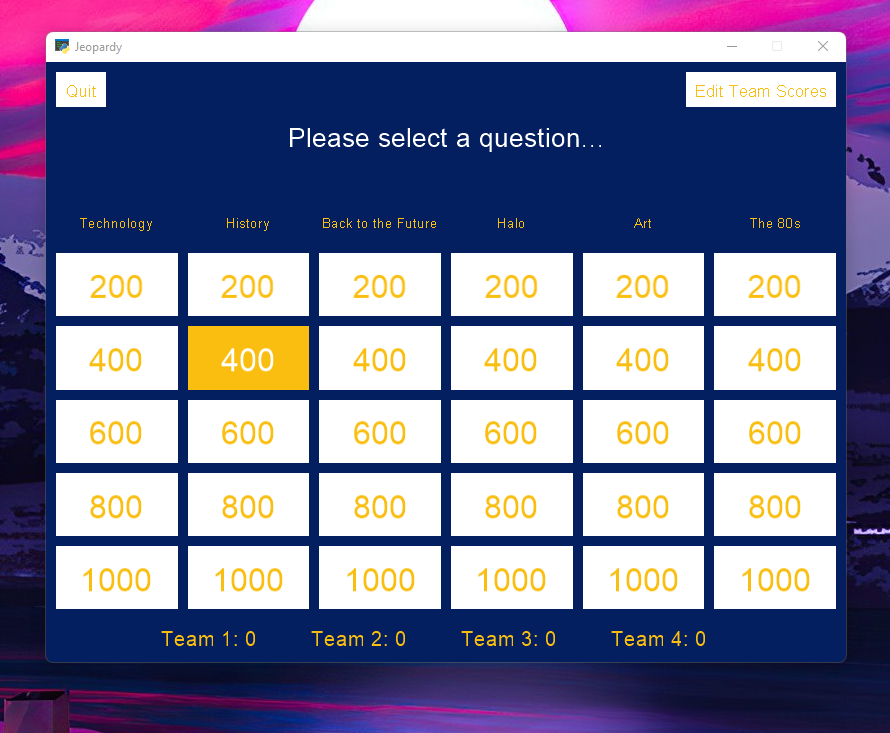 Jeopardy
Quit
Edit Team Scores
Please select a question...
Technology History Back to the Future Halo Art The 80s
200 200 200 200 200 200
400 400 400 400 400 400
600 600 600 600 600 600
800 800 800 800 800 800
1000 1000 1000 1000 1000 1000
Team 1: 0 Team 2: 0 Team 3: 0 Team 4: 0